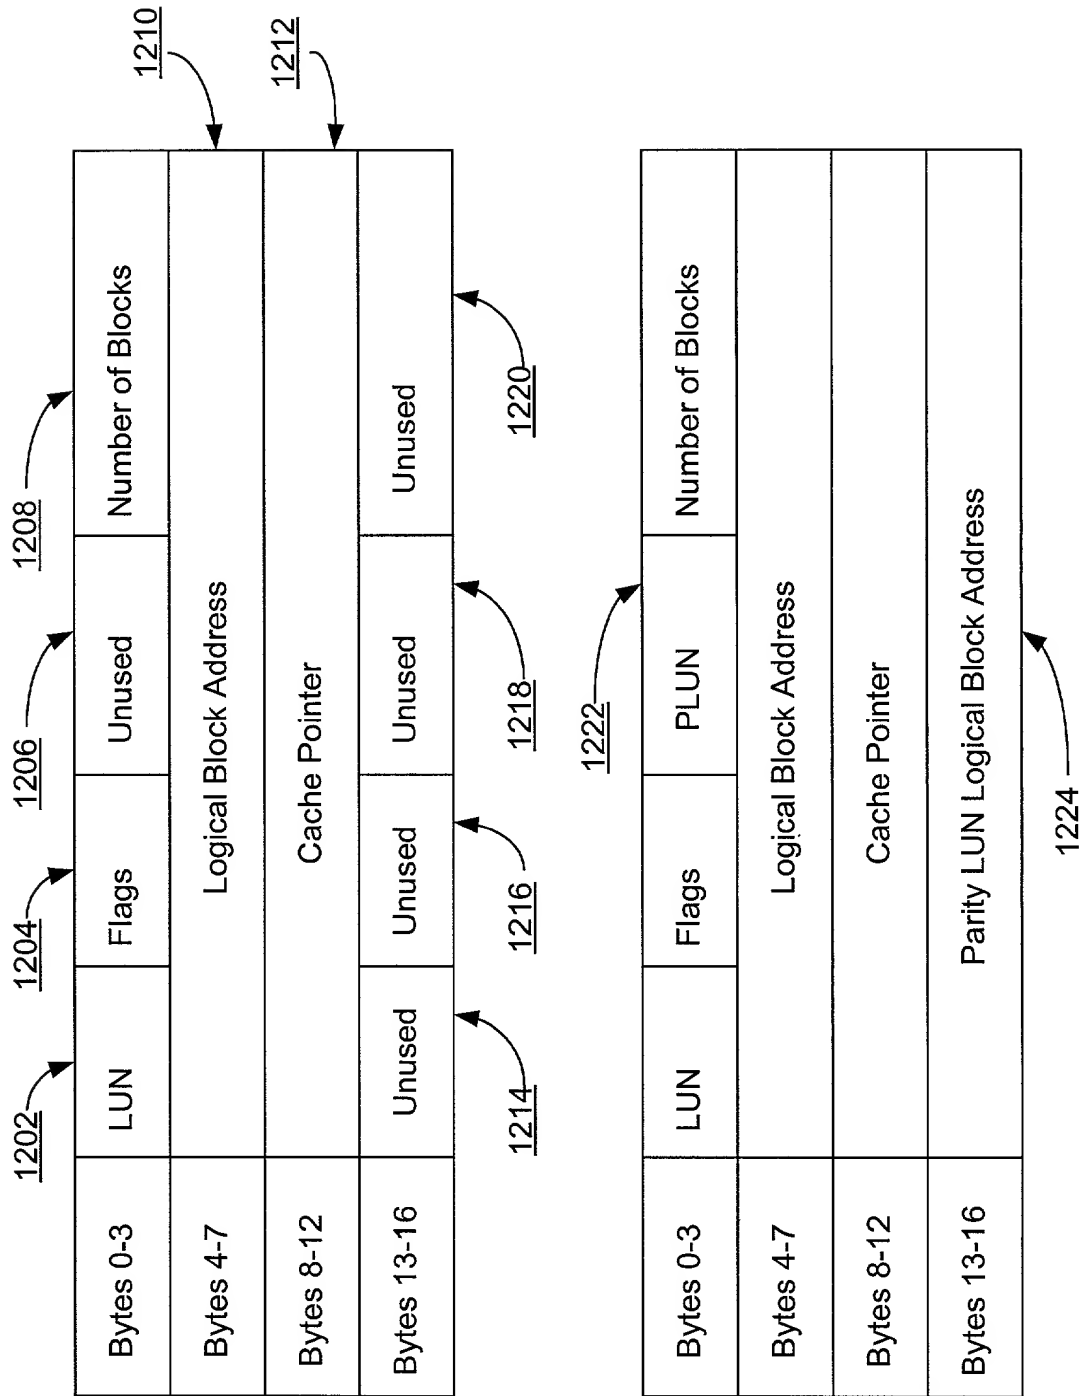 1202
1204
1206
1208
1210
1212
Bytes 0-3
LUN
Flags
Unused
Number of Blocks
Bytes 4-7
Logical Block Address
Bytes 8-12
Cache Pointer
Bytes 13-16
Unused
Unused
Unused
Unused
1214
1216
1218
1220
1222
Bytes 0-3
LUN
Flags
PLUN
Number of Blocks
Bytes 4-7
Logical Block Address
Bytes 8-12
Cache Pointer
Bytes 13-16
Parity LUN Logical Block Address
1224